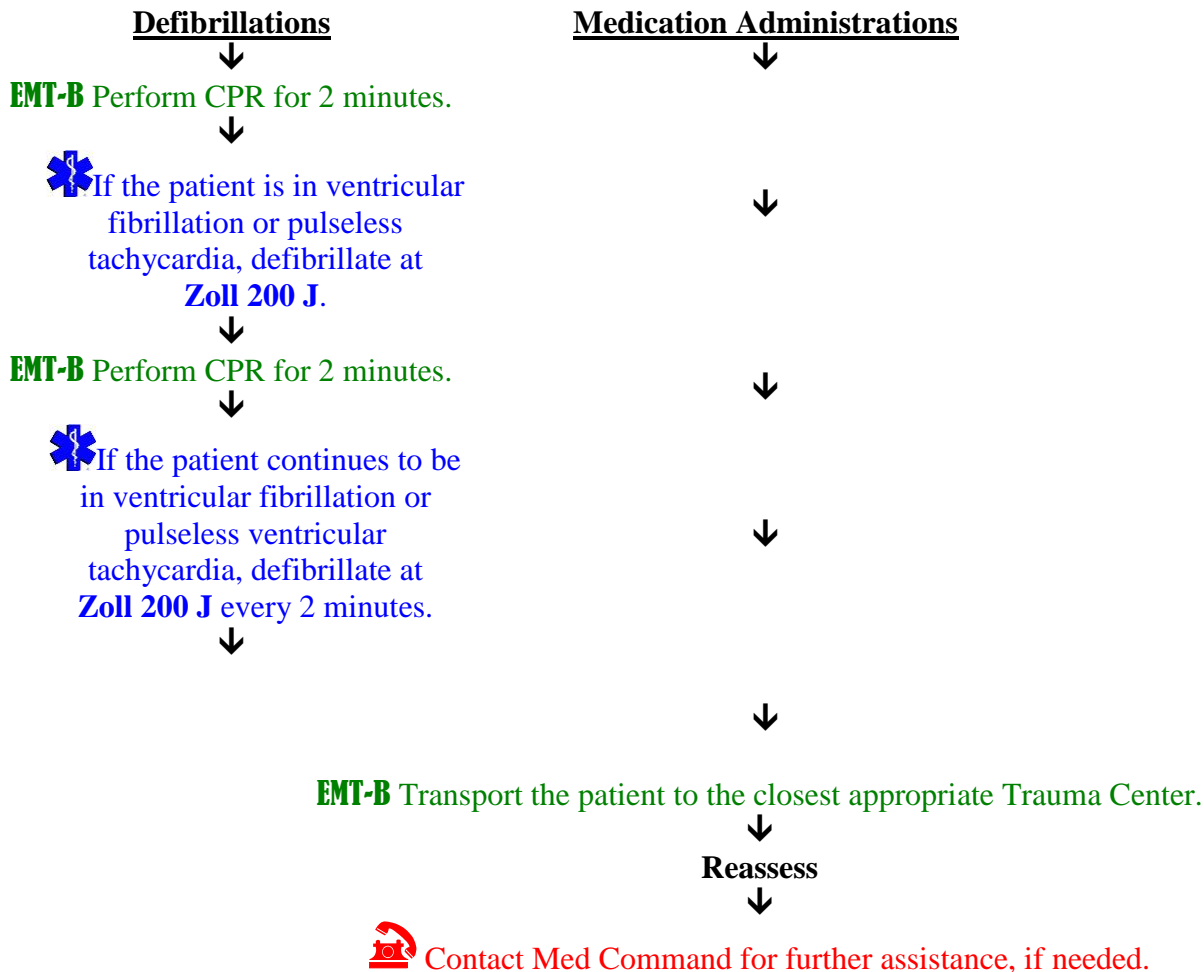 Defibrillations
Medication Administrations
EMT-B Perform CPR for 2 minutes.
If the patient is in ventricular
fibrillation or pulseless
tachycardia, defibrillate at
Zoll 200 J.
EMT-B Perform CPR for 2 minutes.
If the patient continues to be
in ventricular fibrillation or
pulseless ventricular
tachycardia, defibrillate at
Zoll 200 J every 2 minutes.
EMT-B Transport the patient to the closest appropriate Trauma Center.
Reassess
Contact Med Command for further assistance, if needed.